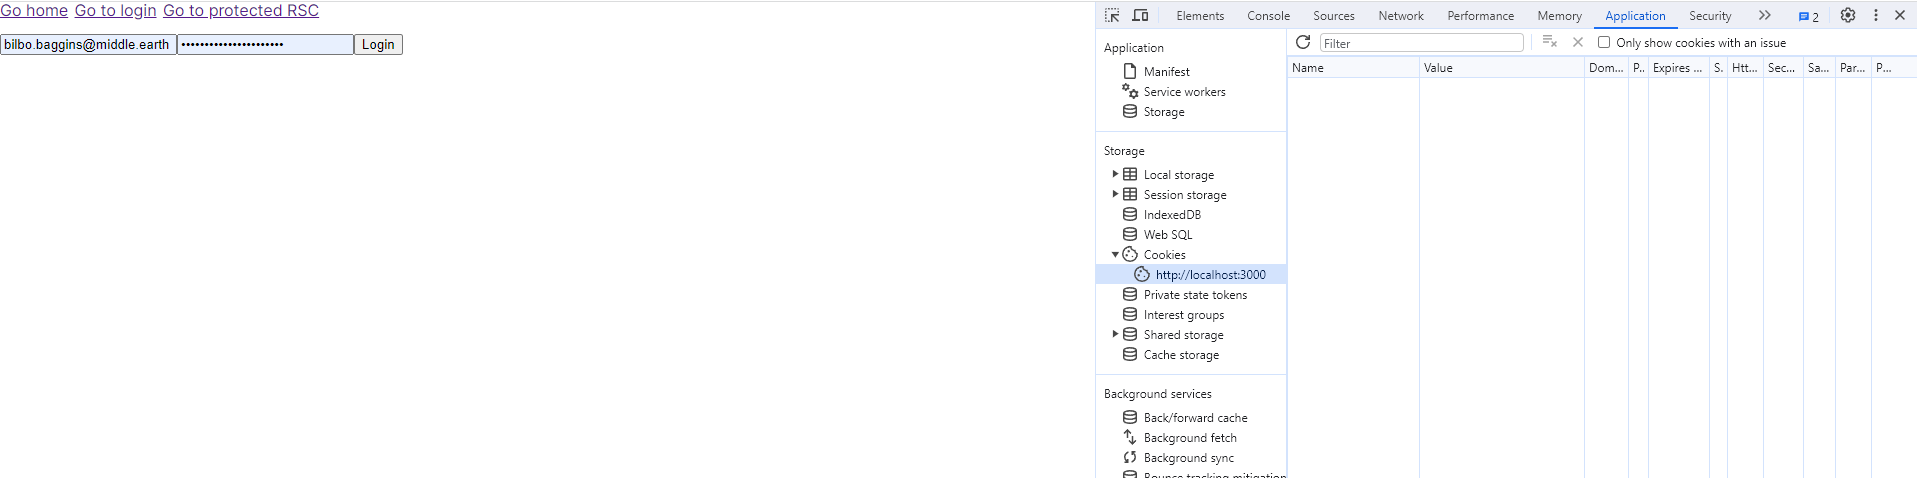 Go home Go to login Go to protected RSC
bilbo.baggins@middle.earth •••••••••••••••••••••• Login
Elements Console Sources Network Performance Memory Application Security 2
Application
Manifest
Service workers
Storage
Storage
Local storage
Session storage
IndexedDB
Web SQL
Cookies
http://localhost:3000
Private state tokens
Interest groups
Shared storage
Cache storage
Background services
Back/forward cache
Background fetch
Background sync
Bounce tracking mitigation
Filter Only show cookies with an issue
Name Value Dom... P.. Expires ... S. Htt... Sec... Sa... Par... P...